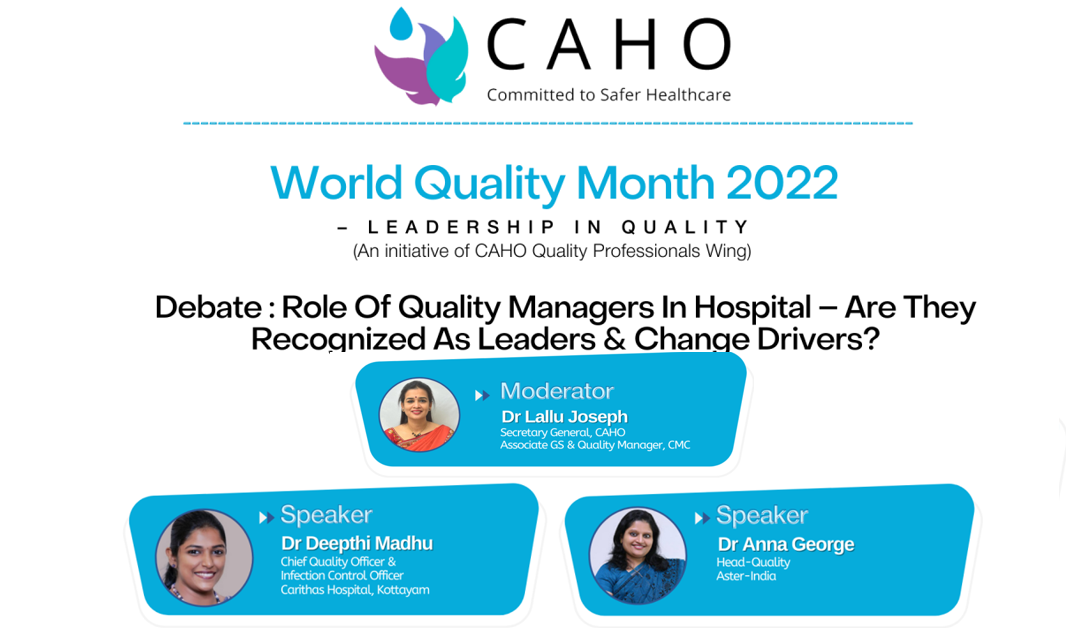 CAHO
Committed to Safer Healthcare
World Quality Month 2022
– LEADERSHIP IN QUALITY
(An initiative of CAHO Quality Professionals Wing)
Debate : Role Of Quality Managers In Hospital – Are They
Recognized As Leaders & Change Drivers?
Moderator
Dr Lallu Joseph
Secretary General, CAHO
Associate GS & Quality Manager, CMC
Speaker
Dr Deepthi Madhu
Chief Quality Officer &
Infection Control Officer
Carithas Hospital, Kottayam
Speaker
Dr Anna George
Head-Quality
Aster-India